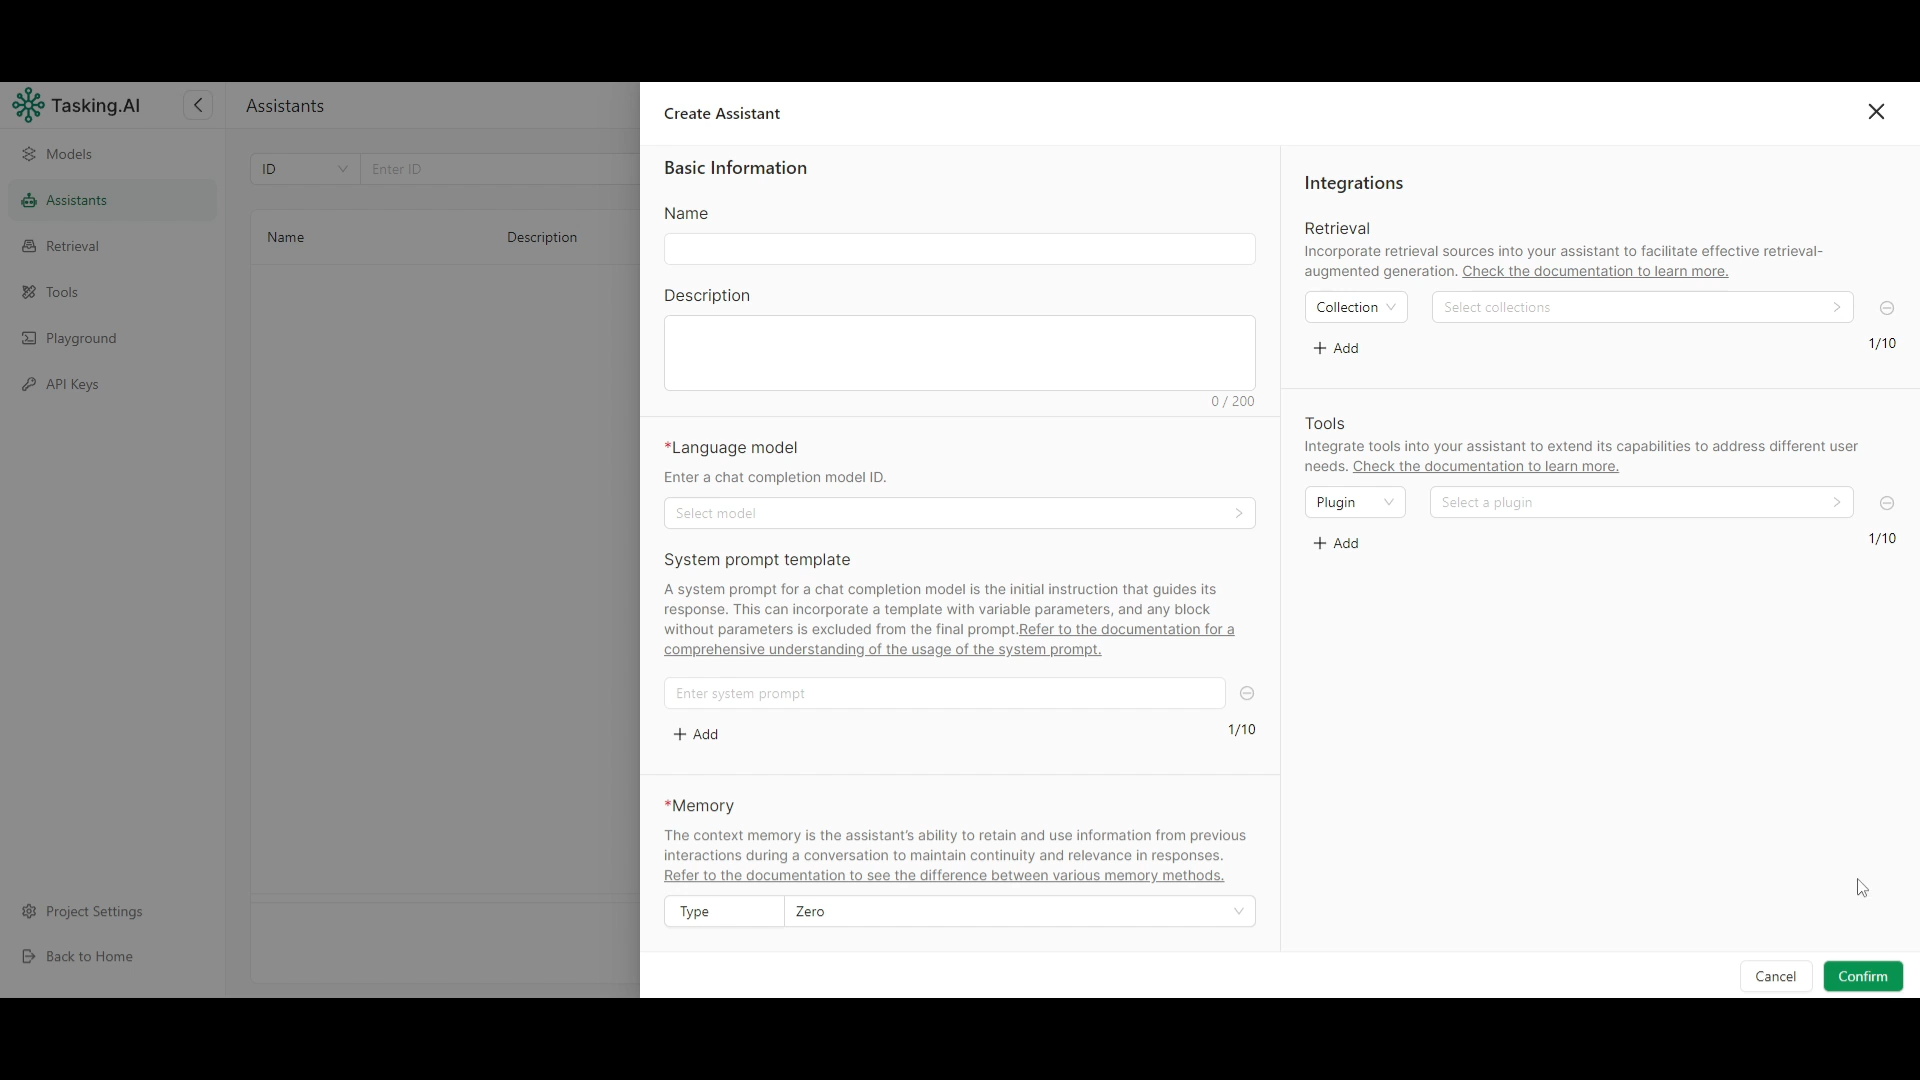 Tasking.AI
Models
Assistants
Retrieval
Tools
Playground
API Keys
Project Settings
Back to Home
Assistants
ID
Enter ID
Name
Description
Create Assistant
Basic Information
Name
Description
0 / 200
*Language model
Enter a chat completion model ID.
Select model
System prompt template
A system prompt for a chat completion model is the initial instruction that guides its
response. This can incorporate a template with variable parameters, and any block
without parameters is excluded from the final prompt.Refer to the documentation for a
comprehensive understanding of the usage of the system prompt.
Enter system prompt
+ Add
1/10
*Memory
The context memory is the assistant's ability to retain and use information from previous
interactions during a conversation to maintain continuity and relevance in responses.
Refer to the documentation to see the difference between various memory methods.
Type
Zero
Integrations
Retrieval
Incorporate retrieval sources into your assistant to facilitate effective retrieval-
augmented generation. Check the documentation to learn more.
Collection
Select collections
+ Add
1/10
Tools
Integrate tools into your assistant to extend its capabilities to address different user
needs. Check the documentation to learn more.
Plugin
Select a plugin
+ Add
1/10
Cancel
Confirm